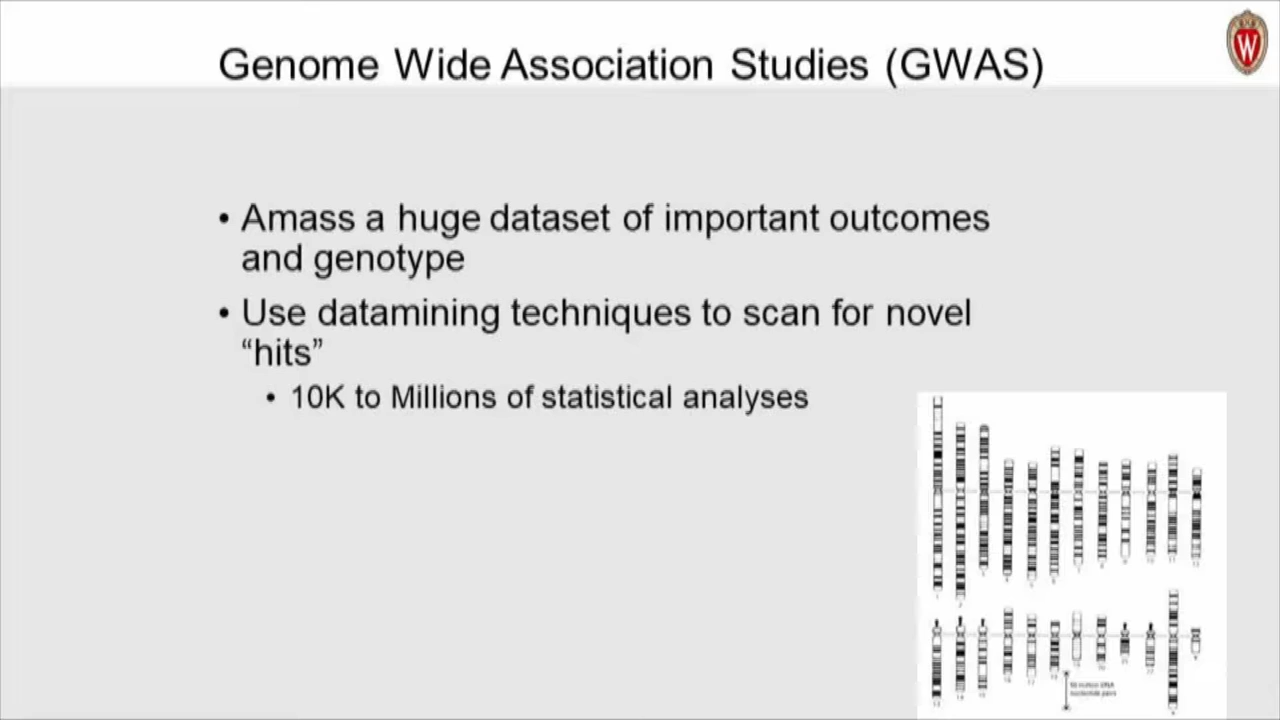 Genome Wide Association Studies (GWAS)
W
• Amass a huge dataset of important outcomes
and genotype
• Use datamining techniques to scan for novel
“hits”
• 10K to Millions of statistical analyses